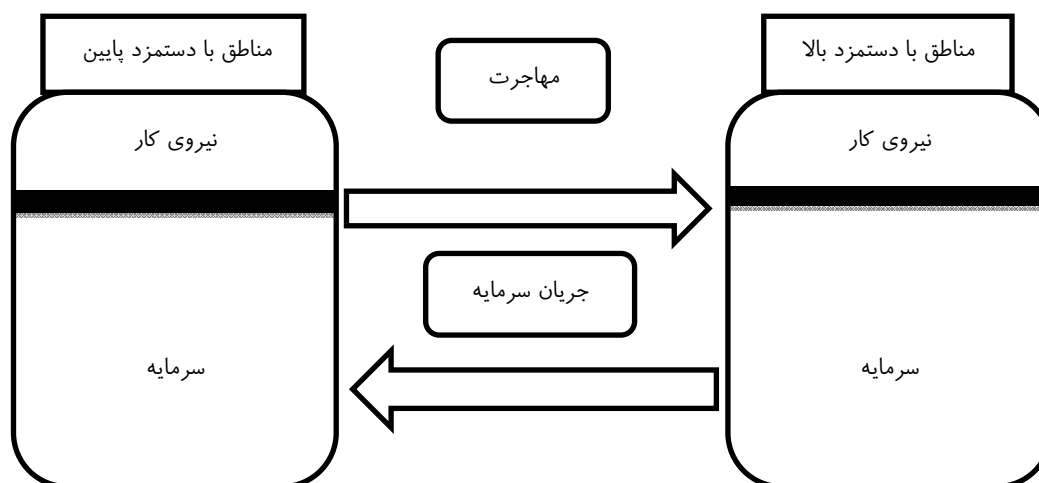 مناطق با دستمزد بالا
مهاجرت
مناطق با دستمزد پایین
نیروی کار
نیروی کار
جریان سرمایه
سرمایه
سرمایه